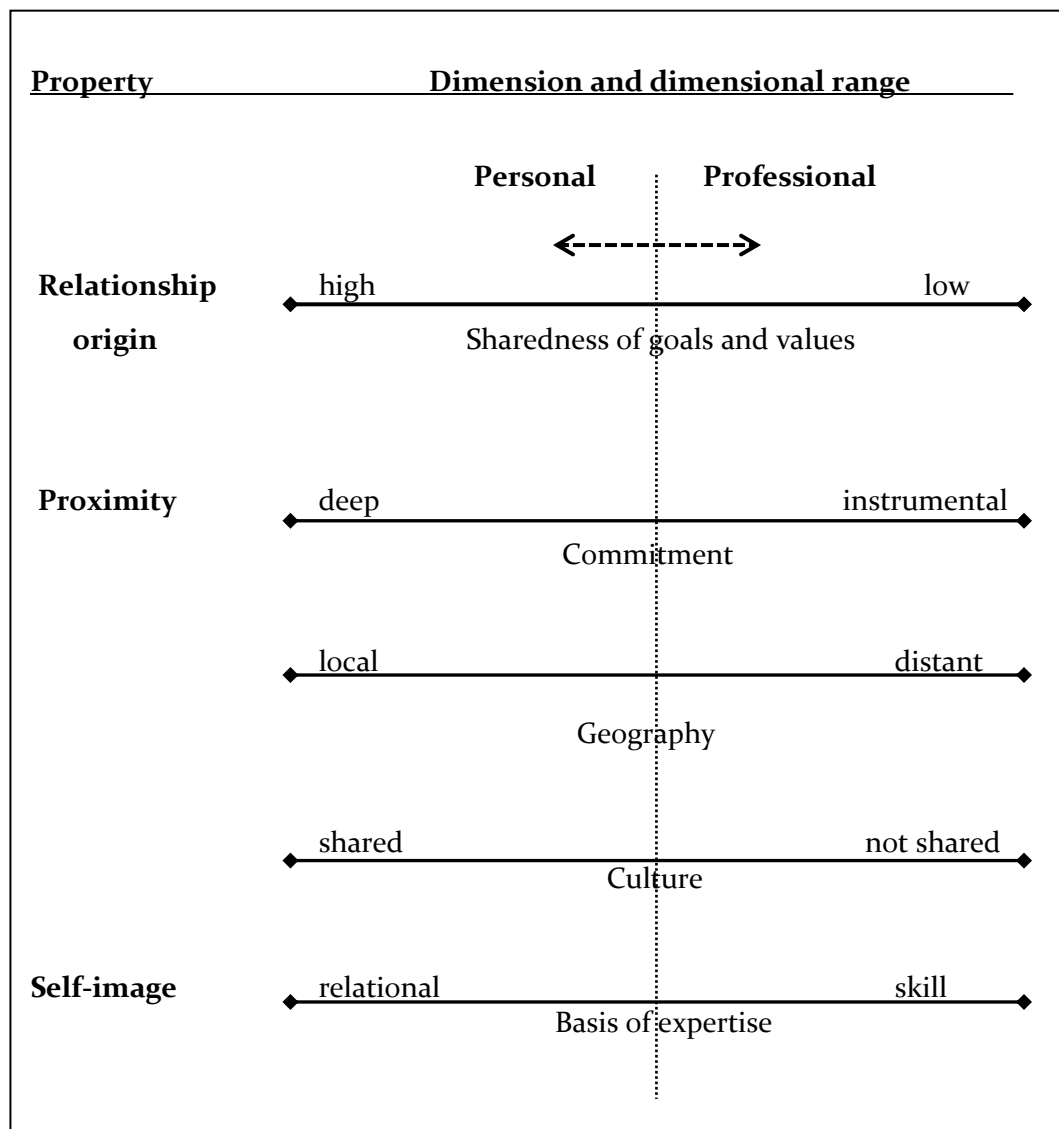 Property Dimension and dimensional range
Personal Professional
Relationship high low
origin Sharedness of goals and values
Proximity deep instrumental
Commitment
local distant
Geography
shared not shared
Culture
Self-image relational skill
Basis of expertise